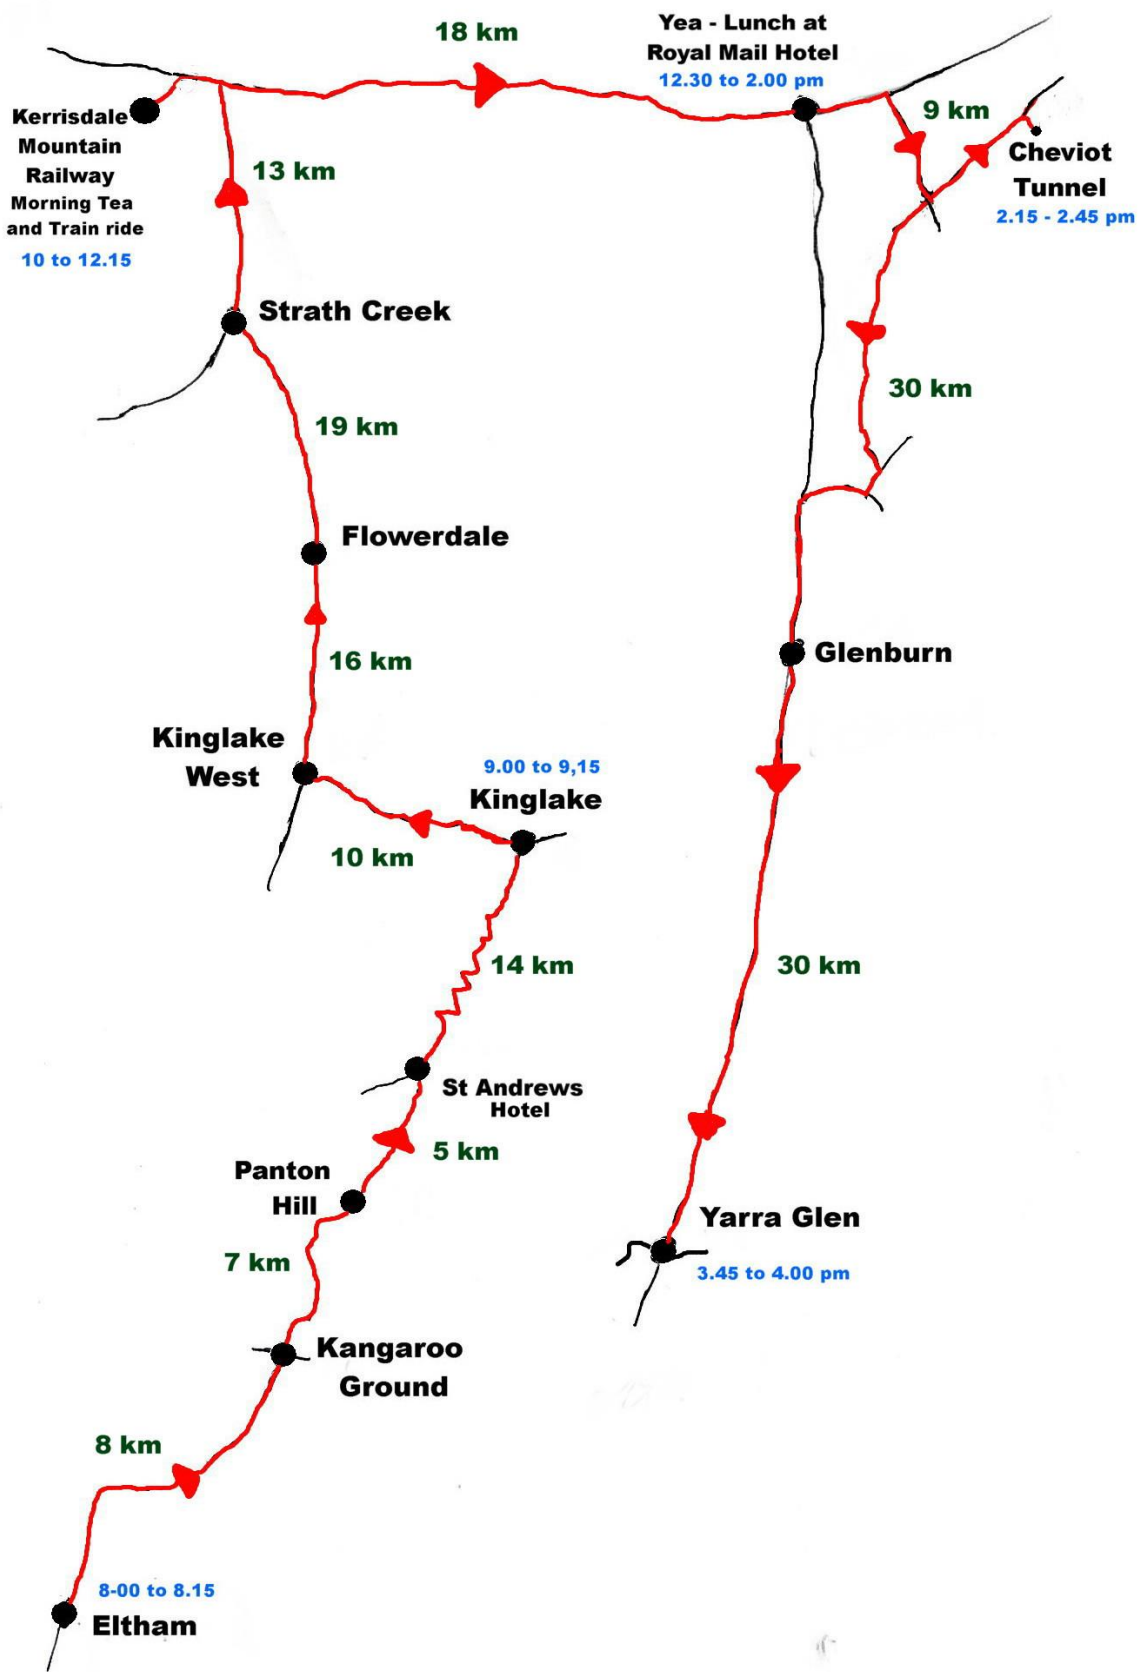 18 km
Yea - Lunch at
Royal Mail Hotel
12.30 to 2.00 pm
Kerrisdale
Mountain
Railway
Morning Tea
and Train ride
10 to 12.15
13 km
9 km
Cheviot
Tunnel
2.15 - 2.45 pm
Strath Creek
30 km
19 km
Flowerdale
16 km
Glenburn
Kinglake
West
9.00 to 9,15
Kinglake
10 km
14 km
30 km
St Andrews
Hotel
5 km
Panton
Hill
Yarra Glen
3.45 to 4.00 pm
7 km
Kangaroo
Ground
8 km
8-00 to 8.15
Eltham